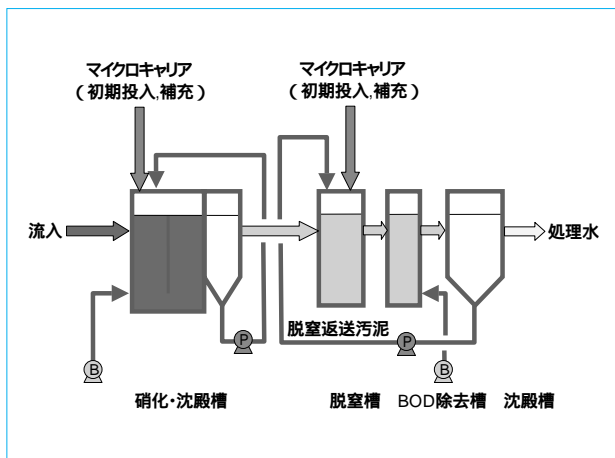 マイクロキャリア
(初期投入,補充)
マイクロキャリア
(初期投入,補充)
流入
処理水
脱窒返送汚泥
P
P
B
B
硝化・沈殿槽
脱窒槽
BOD除去槽
沈殿槽